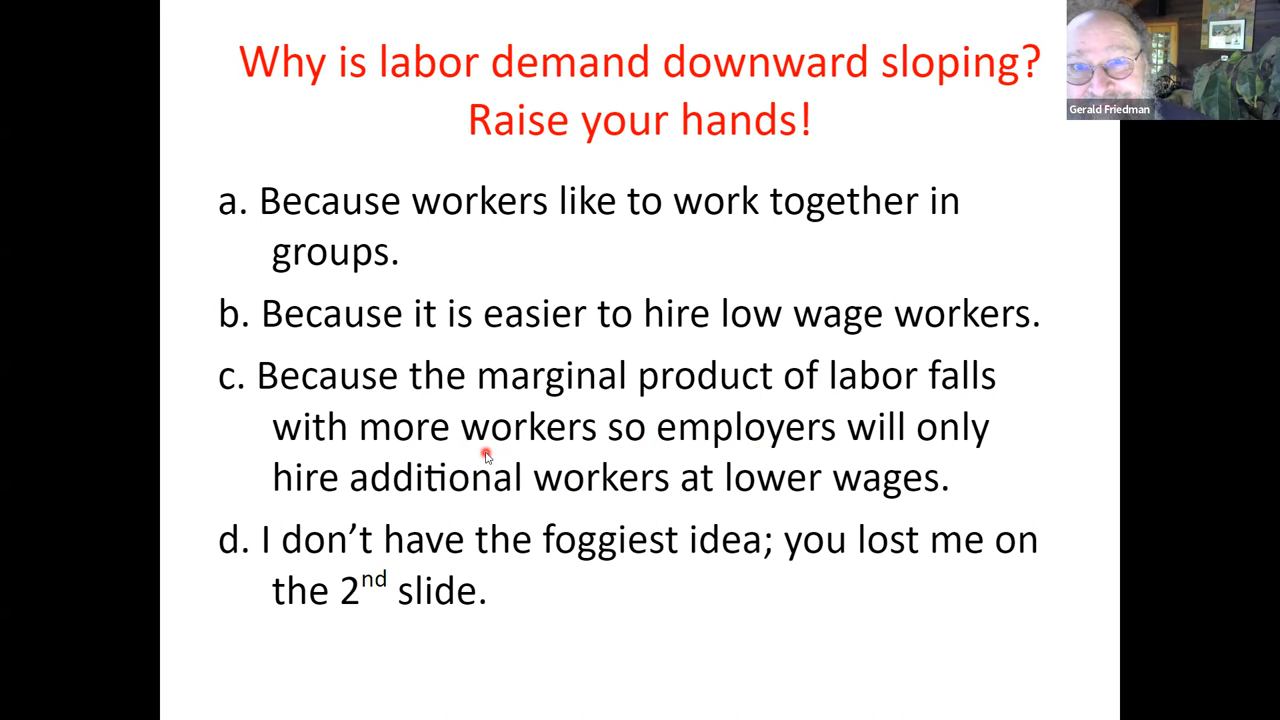 Why is labor demand downward sloping?
Raise your hands!
Gerald Friedman
a. Because workers like to work together in
groups.
b. Because it is easier to hire low wage workers.
c. Because the marginal product of labor falls
with more workers so employers will only
hire additional workers at lower wages.
d. I don’t have the foggiest idea; you lost me on
the 2nd slide.